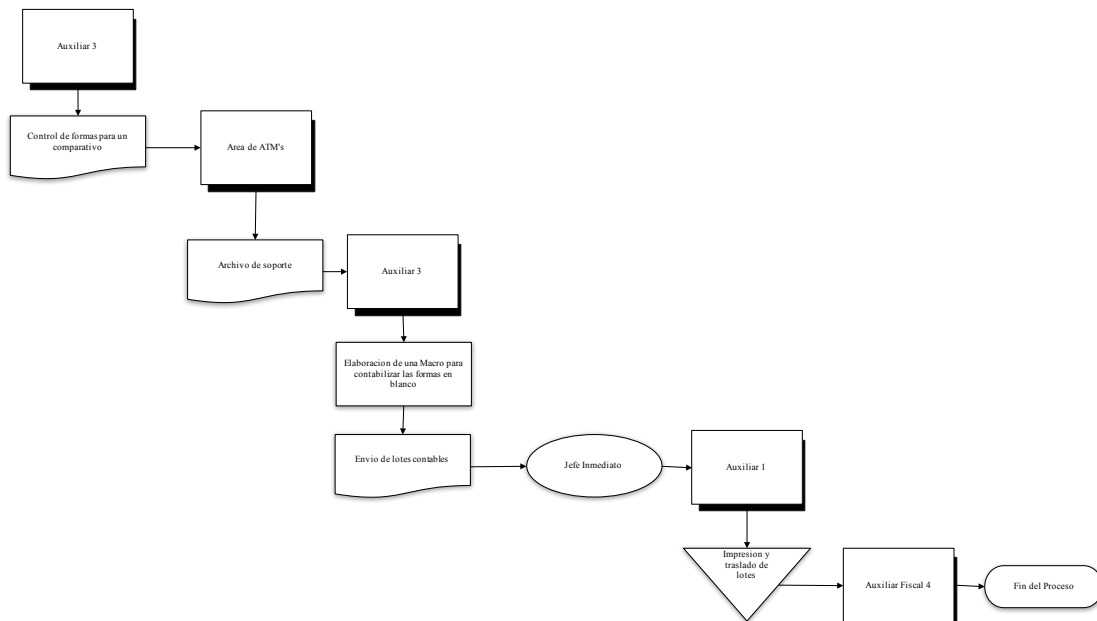 Auxiliar 3
Control de formas para un
comparativo
Area de ATM's
Archivo de soporte
Auxiliar 3
Elaboracion de una Macro para
contabilizar las formas en
blanco
Envio de lotes contables
Jefe Inmediato
Auxiliar 1
Impresion y
traslado de
lotes
Auxiliar Fiscal 4
Fin del Proceso